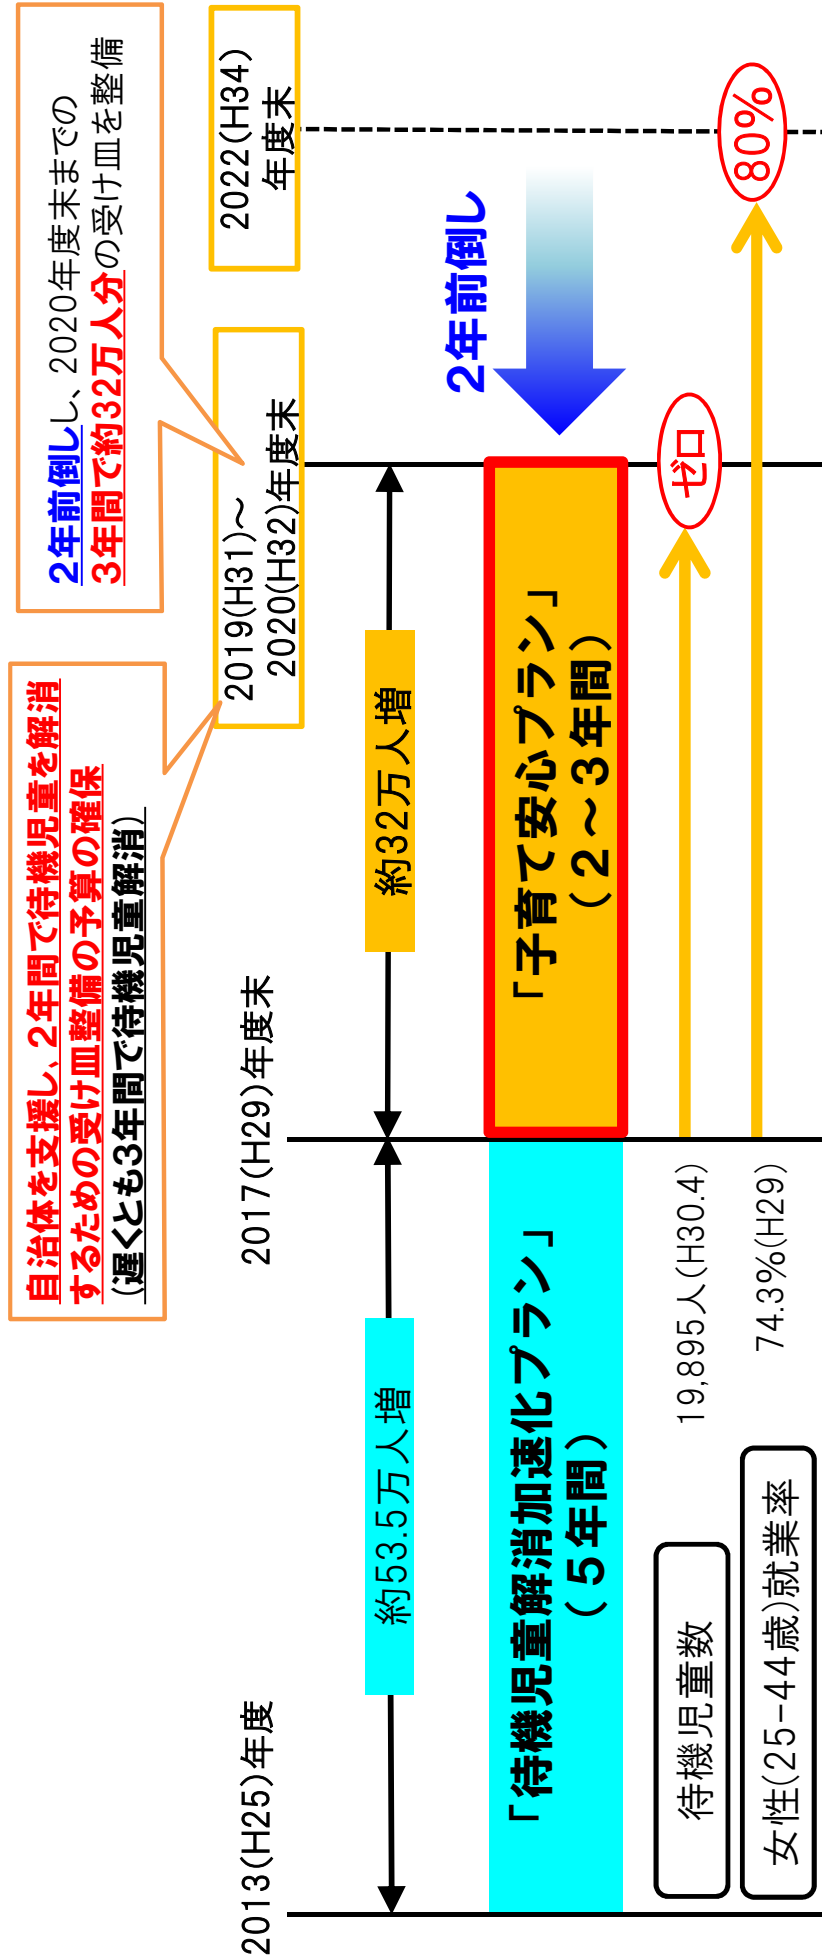 自治体を支援し、2年間で待機児童を解消
するための受け皿整備の予算の確保
(遅くとも3年間で待機児童解消)
2年前倒しし、2020年度末までの
3年間で約32万人分の受け皿を整備
2013(H25)年度
2017(H29)年度末
2019(H31)～
2020(H32)年度末
2022(H34)
年度末
約53.5万人増
約32万人増
2年前倒し
「待機児童解消加速化プラン」
（５年間）
「子育て安心プラン」
（２～３年間）
待機児童数
19,895人(H30.4)
ゼロ
女性(25-44歳)就業率
74.3%(H29)
80%